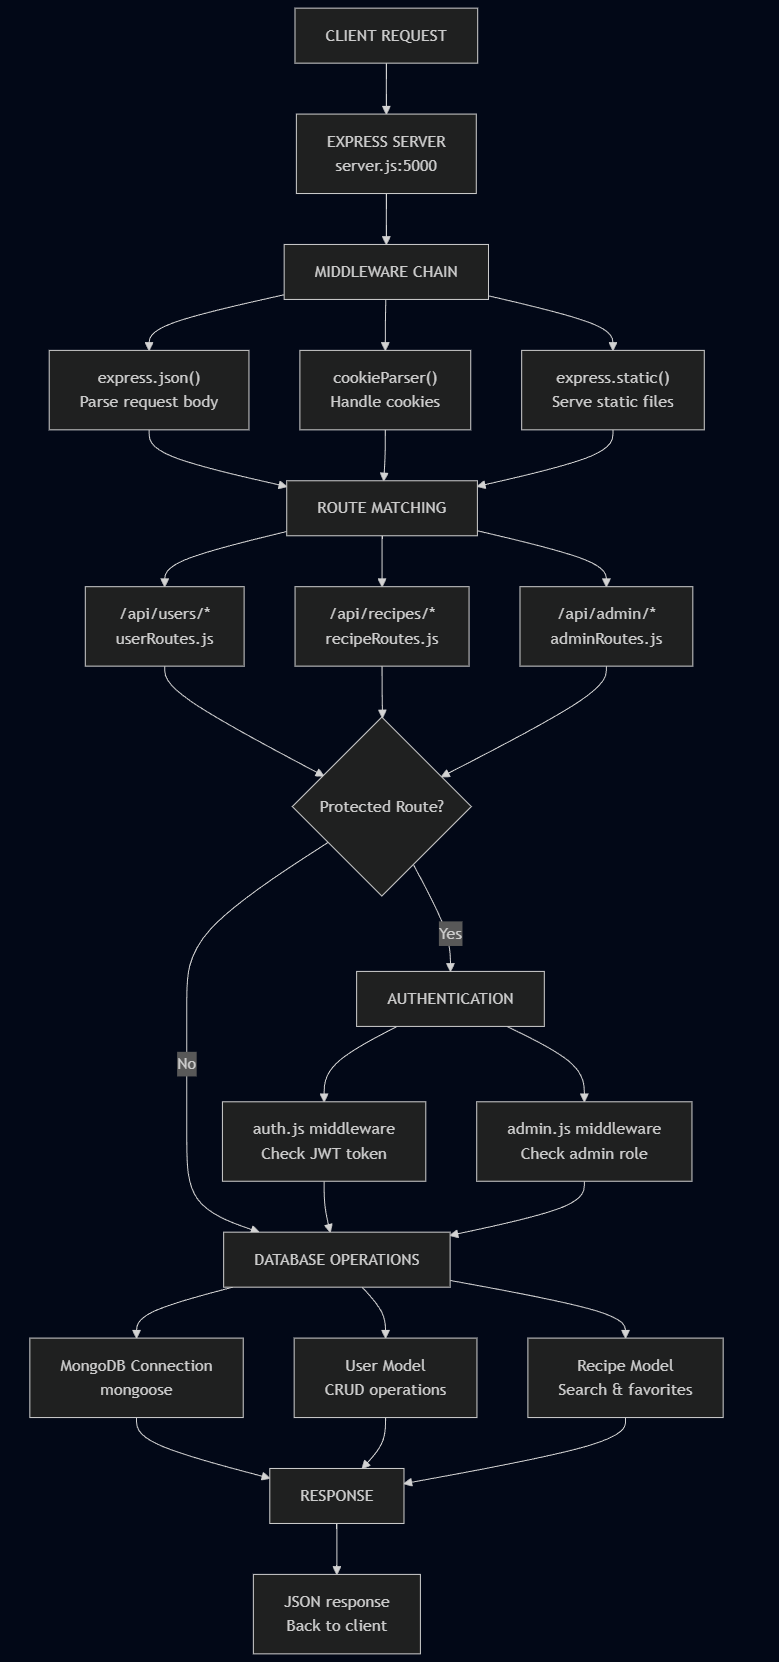 CLIENT REQUEST
EXPRESS SERVER
server.js:5000
MIDDLEWARE CHAIN
express.json()
Parse request body
cookieParser()
Handle cookies
express.static()
Serve static files
ROUTE MATCHING
/api/users/*
userRoutes.js
/api/recipes/*
recipeRoutes.js
/api/admin/*
adminRoutes.js
Protected Route?
Yes
AUTHENTICATION
No
auth.js middleware
Check JWT token
admin.js middleware
Check admin role
DATABASE OPERATIONS
MongoDB Connection
mongoose
User Model
CRUD operations
Recipe Model
Search & favorites
RESPONSE
JSON response
Back to client